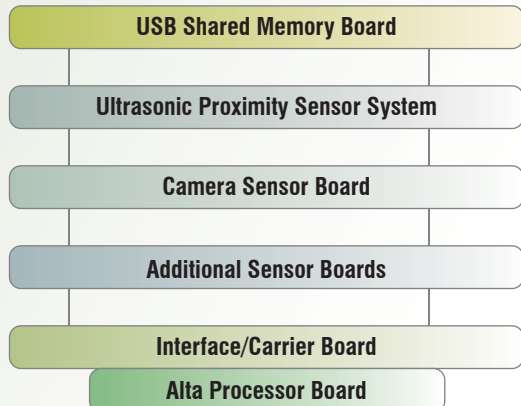 USB Shared Memory Board
Ultrasonic Proximity Sensor System
Camera Sensor Board
Additional Sensor Boards
Interface/Carrier Board
Alta Processor Board